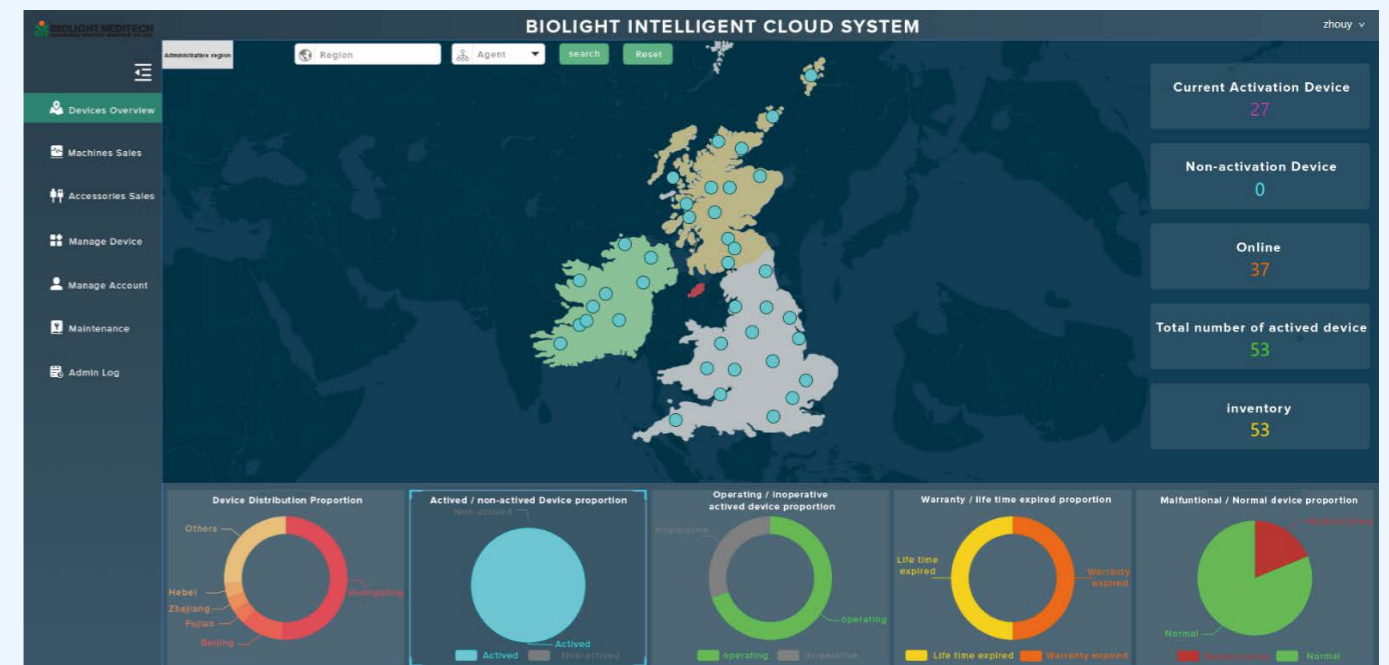 BIOLIGHT MEDITECH
BIOLIGHT INTELLIGENT CLOUD SYSTEM
zhouy
Administrative region
Region
Agent
search
Reset
Devices Overview
Machines Sales
Accessories Sales
Manage Device
Manage Account
Maintenance
Admin Log
Current Activation Device
27
Non-activation Device
0
Online
37
Total number of actived device
53
inventory
53
Device Distribution Proportion
Others
Hebei
Zhejiang
Fujian
Beijing
Guangdong
Actived / non-actived Device proportion
Non-actived
Actived
Actived
Non-actived
Operating / inoperative
actived device proportion
inoperative
operating
operating
inoperative
Warranty / life time expired proportion
Life time
expired
Warranty
expired
Life time expired
Warranty expired
Malfuntional / Normal device proportion
Normal
Normal